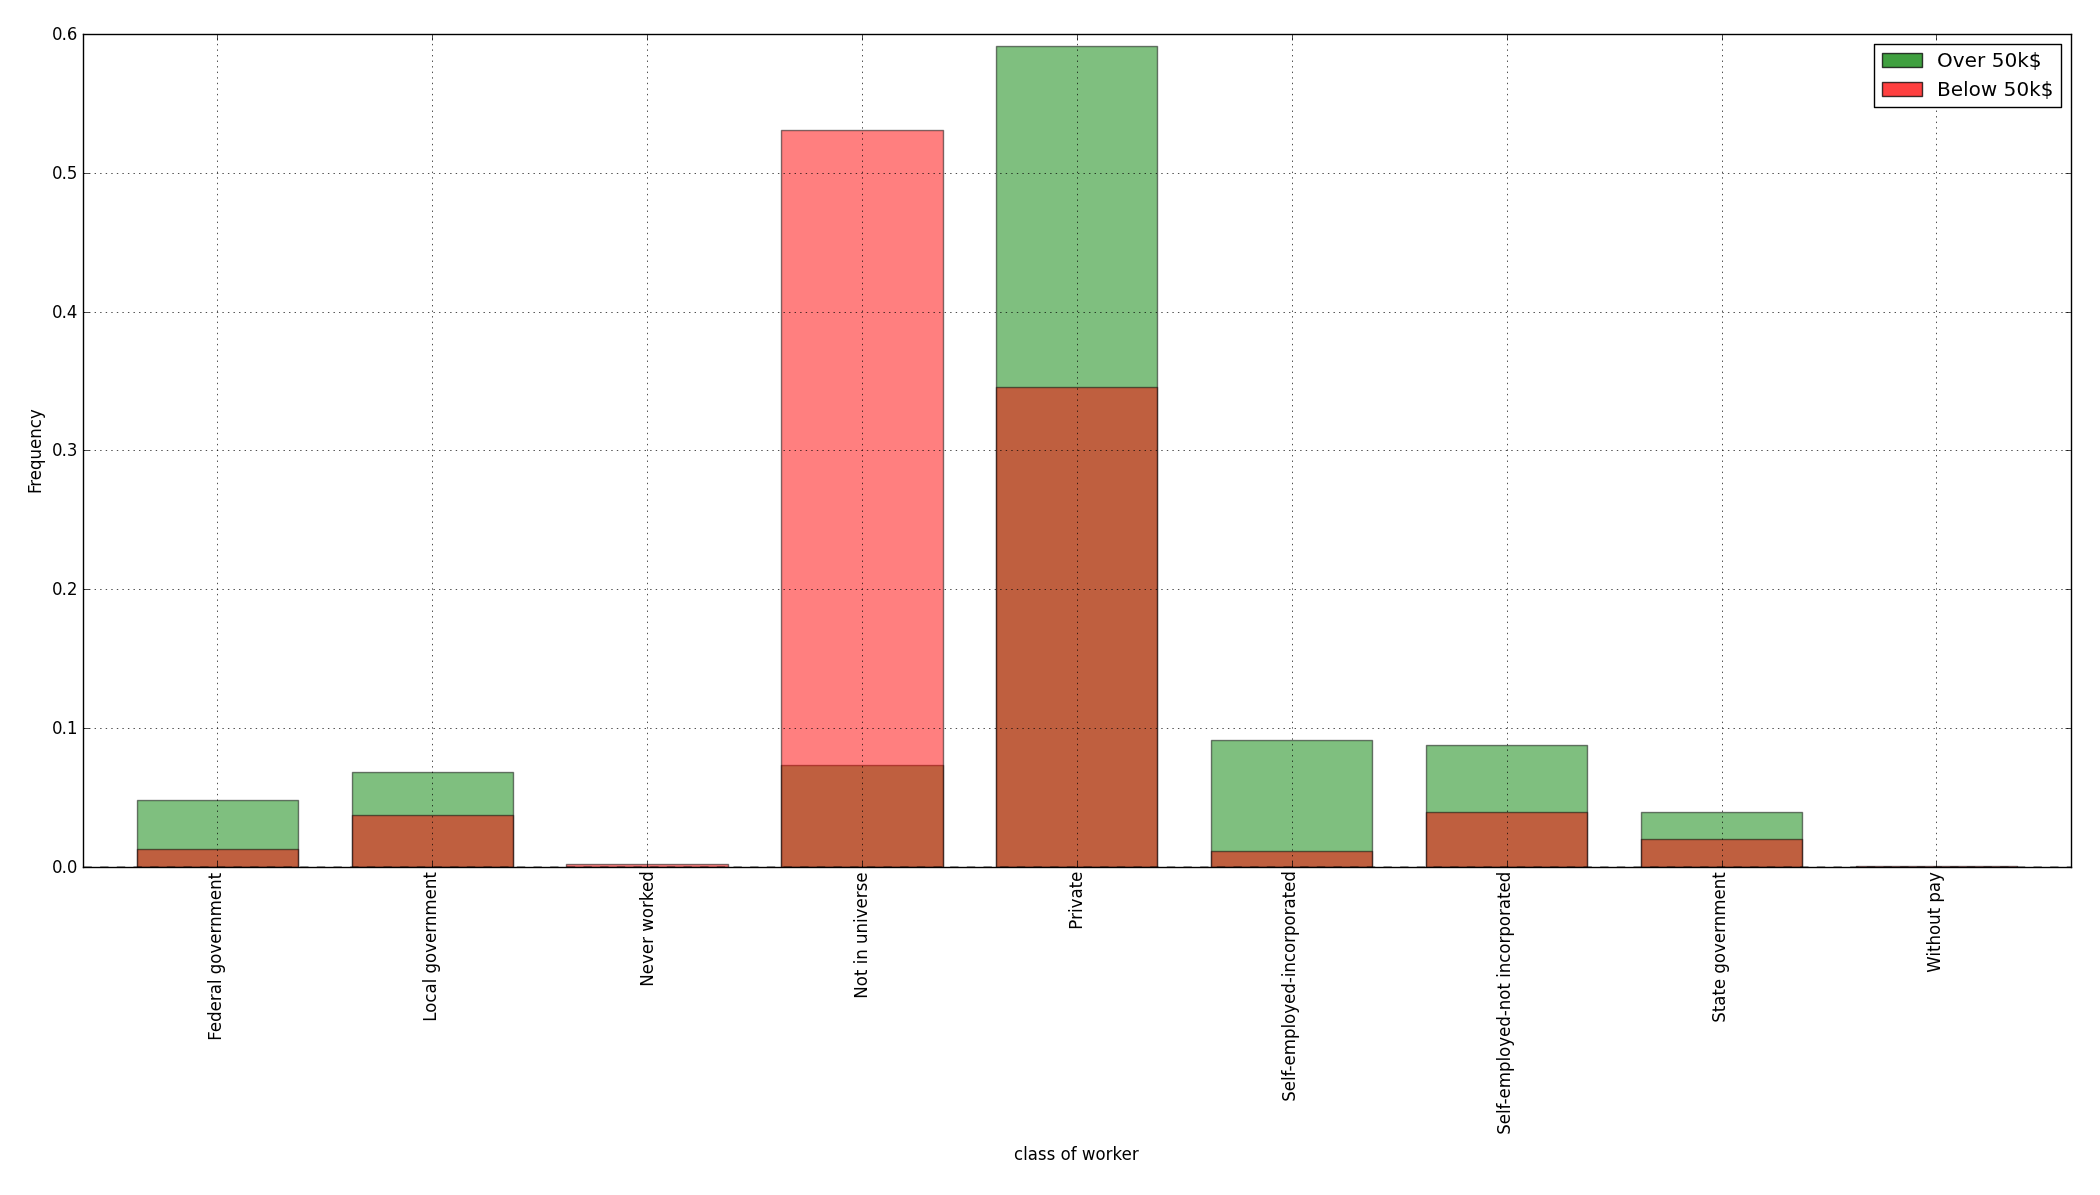 0.6
0.5
0.4
0.3
0.2
0.1
0.0
Frequency
Over 50k$
Below 50k$
Federal government
Local government
Never worked
Not in universe
Private
Self-employed-incorporated
Self-employed-not incorporated
State government
Without pay
class of worker